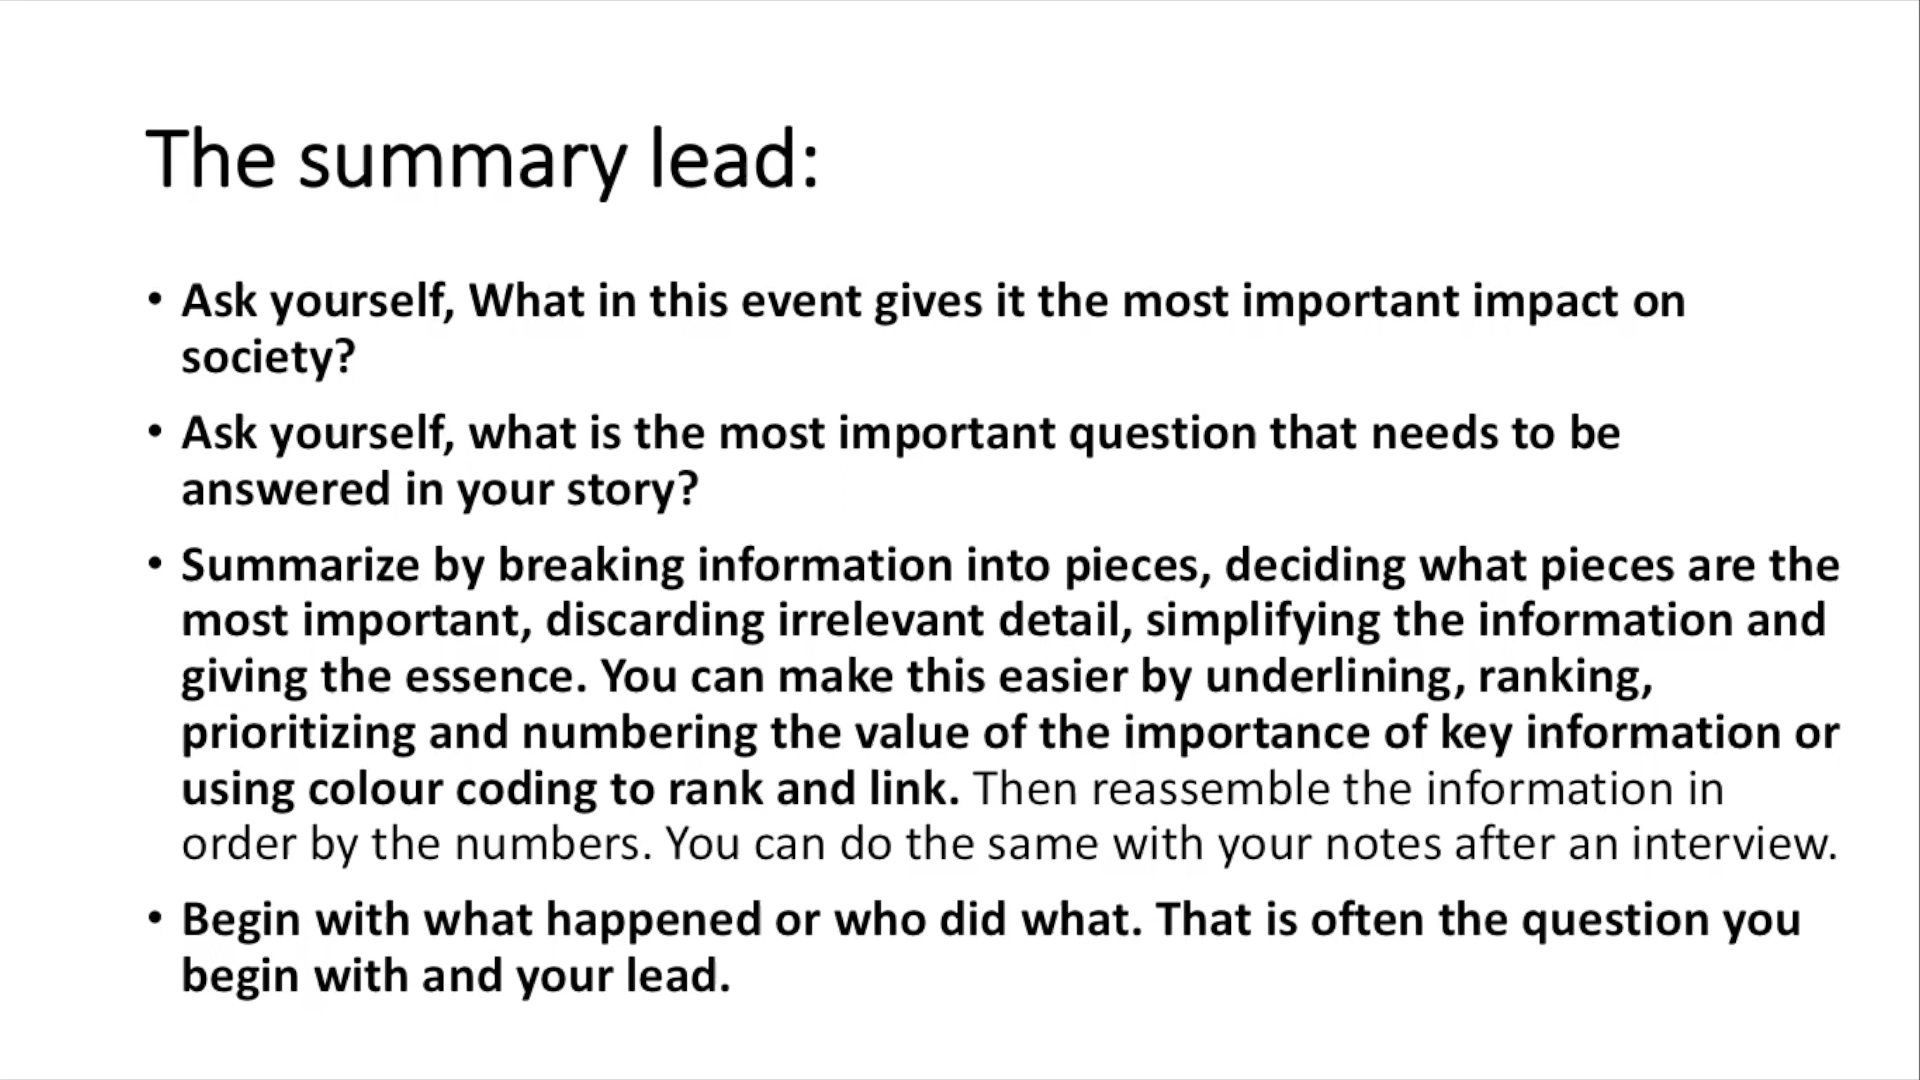 The summary lead:
• Ask yourself, What in this event gives it the most important impact on
society?
• Ask yourself, what is the most important question that needs to be
answered in your story?
• Summarize by breaking information into pieces, deciding what pieces are the
most important, discarding irrelevant detail, simplifying the information and
giving the essence. You can make this easier by underlining, ranking,
prioritizing and numbering the value of the importance of key information or
using colour coding to rank and link. Then reassemble the information in
order by the numbers. You can do the same with your notes after an interview.
• Begin with what happened or who did what. That is often the question you
begin with and your lead.